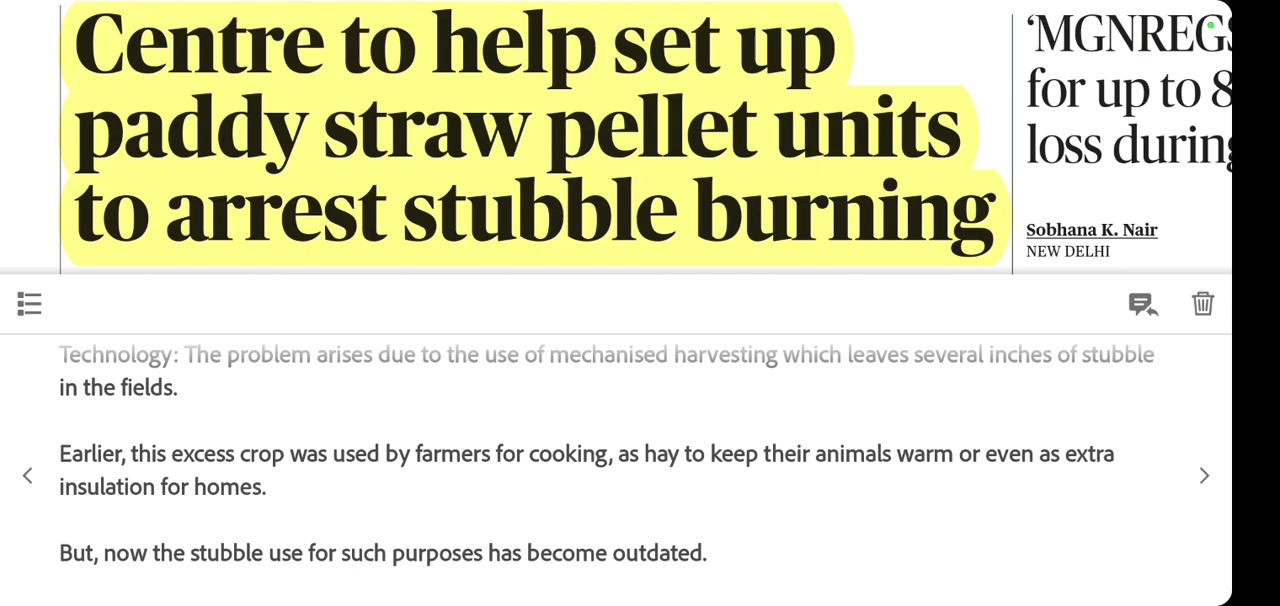 Centre to help set up
paddy straw pellet units
to arrest stubble burning
‘MGNREGS
for up to 8
loss during
Sobhana K. Nair
NEW DELHI
Technology: The problem arises due to the use of mechanised harvesting which leaves several inches of stubble
in the fields.
Earlier, this excess crop was used by farmers for cooking, as hay to keep their animals warm or even as extra
insulation for homes.
But, now the stubble use for such purposes has become outdated.